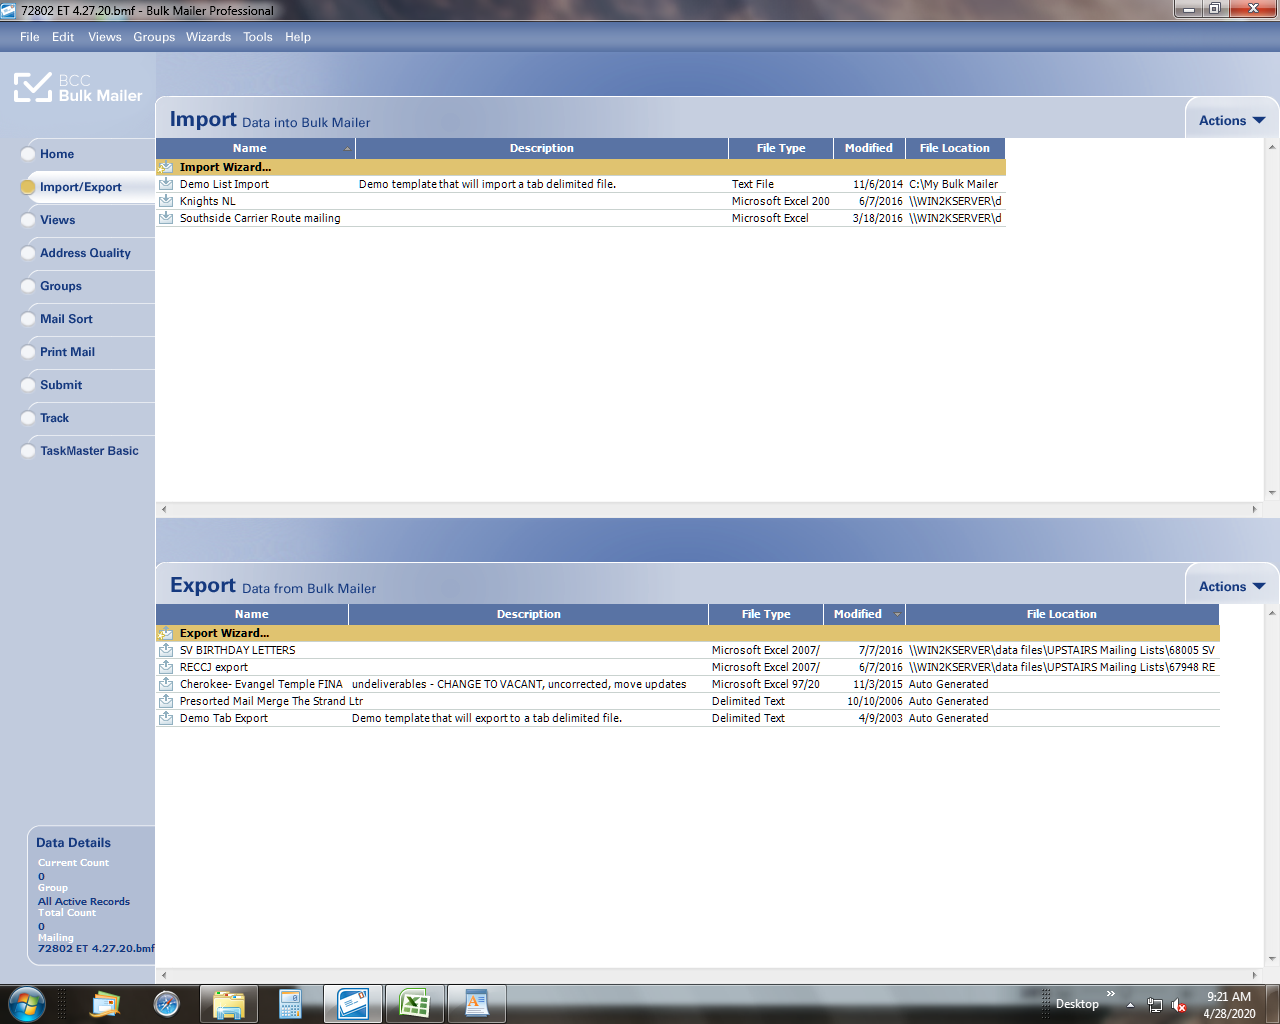 72802 ET 4.27.20.bmf - Bulk Mailer Professional
File Edit Views Groups Wizards Tools Help
BCC
Bulk Mailer
Home
Import/Export
Views
Address Quality
Groups
Mail Sort
Print Mail
Submit
Track
TaskMaster Basic
Import Data into Bulk Mailer
Actions
Name Description File Type Modified File Location
Import Wizard...
Demo List Import Demo template that will import a tab delimited file. Text File 11/6/2014 C:\My Bulk Mailer
Knights NL Microsoft Excel 200 6/7/2016 \\WIN2KSERVER\d
Southside Carrier Route mailing Microsoft Excel 3/18/2016 \\WIN2KSERVER\d
Export Data from Bulk Mailer
Actions
Name Description File Type Modified File Location
Export Wizard...
SV BIRTHDAY LETTERS Microsoft Excel 2007/ 7/7/2016 \\WIN2KSERVER\data files\UPSTAIRS Mailing Lists\68005 SV
RECCJ export Microsoft Excel 2007/ 6/7/2016 \\WIN2KSERVER\data files\UPSTAIRS Mailing Lists\67948 RE
Cherokee- Evangel Temple FINA undeliverables - CHANGE TO VACANT, uncorrected, move updates Microsoft Excel 97/20 11/3/2015 Auto Generated
Presorted Mail Merge The Strand Ltr Delimited Text 10/10/2006 Auto Generated
Demo Tab Export Demo template that will export to a tab delimited file. Delimited Text 4/9/2003 Auto Generated
Data Details
Current Count
0
Group
All Active Records
Total Count
0
Mailing
72802 ET 4.27.20.bmf
Desktop
9:21 AM
4/28/2020